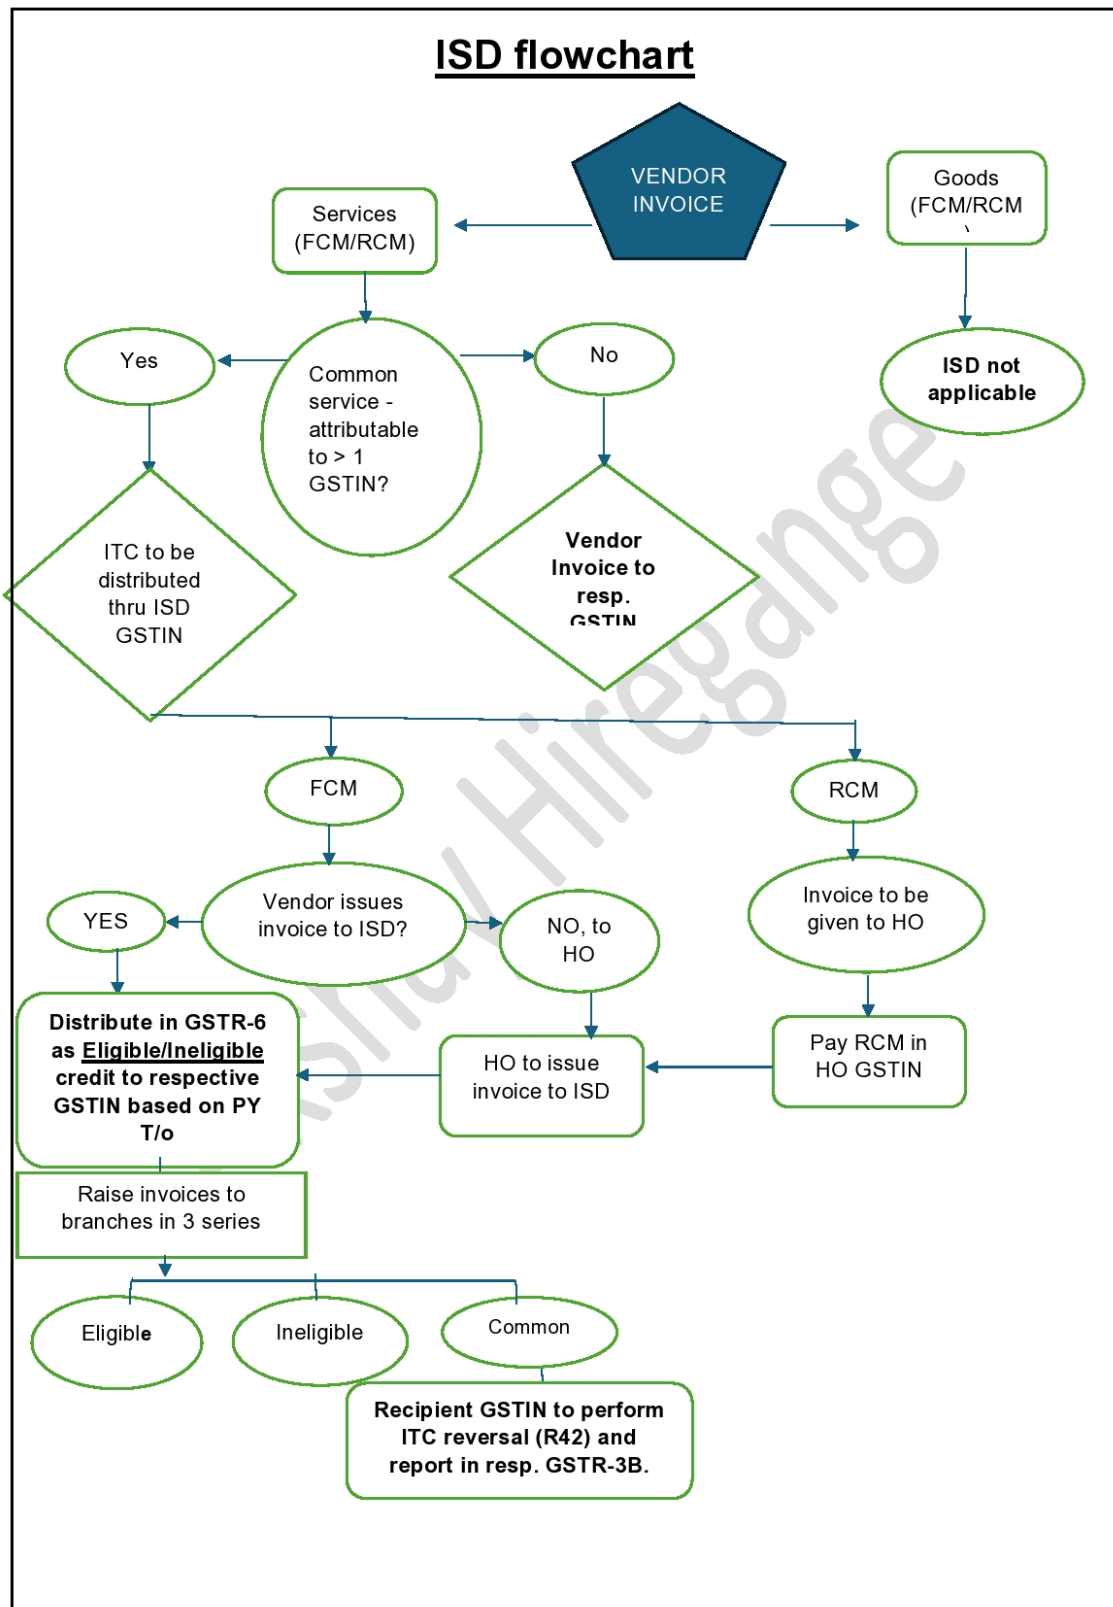 ISD flowchart
VENDOR
INVOICE
Goods
(FCM/RCM
Services
(FCM/RCM)
Yes
Common
service -
attributable
to > 1
GSTIN?
No
ISD not
applicable
ITC to be
distributed
thru ISD
GSTIN
Vendor
Invoice to
resp.
GSTIN
FCM
RCM
YES
Vendor issues
invoice to ISD?
NO, to
HO
Invoice to be
given to HO
Distribute in GSTR-6
as Eligible/Ineligible
credit to respective
GSTIN based on PY
T/o
HO to issue
invoice to ISD
Pay RCM in
HO GSTIN
Raise invoices to
branches in 3 series
Eligible
Ineligible
Common
Recipient GSTIN to perform
ITC reversal (R42) and
report in resp. GSTR-3B.
Hiregange